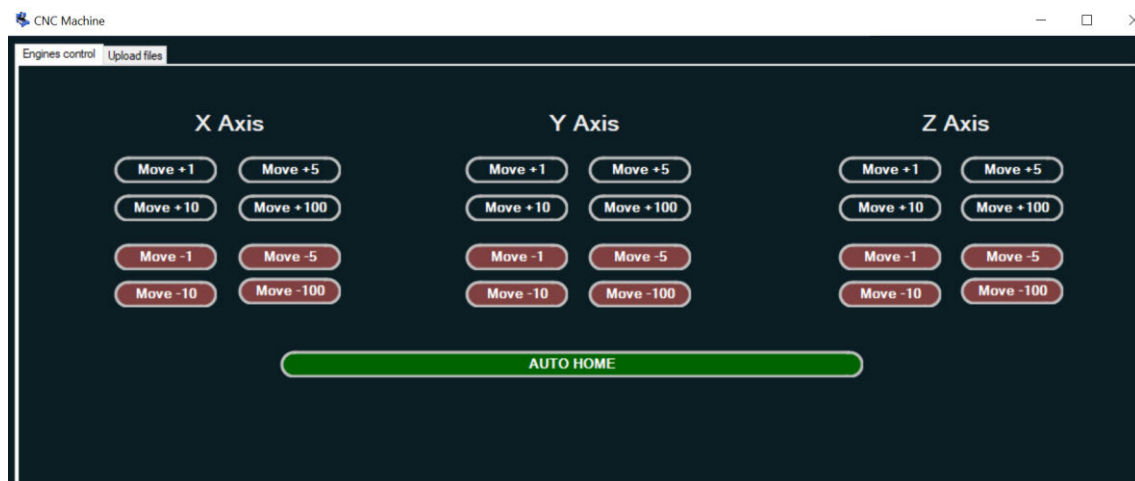 CNC Machine
Engines control Upload files
X Axis Y Axis Z Axis
Move +1 Move +5 Move +1 Move +5 Move +1 Move +5
Move +10 Move +100 Move +10 Move +100 Move +10 Move +100
Move -1 Move -5 Move -1 Move -5 Move -1 Move -5
Move -10 Move -100 Move -10 Move -100 Move -10 Move -100
AUTO HOME